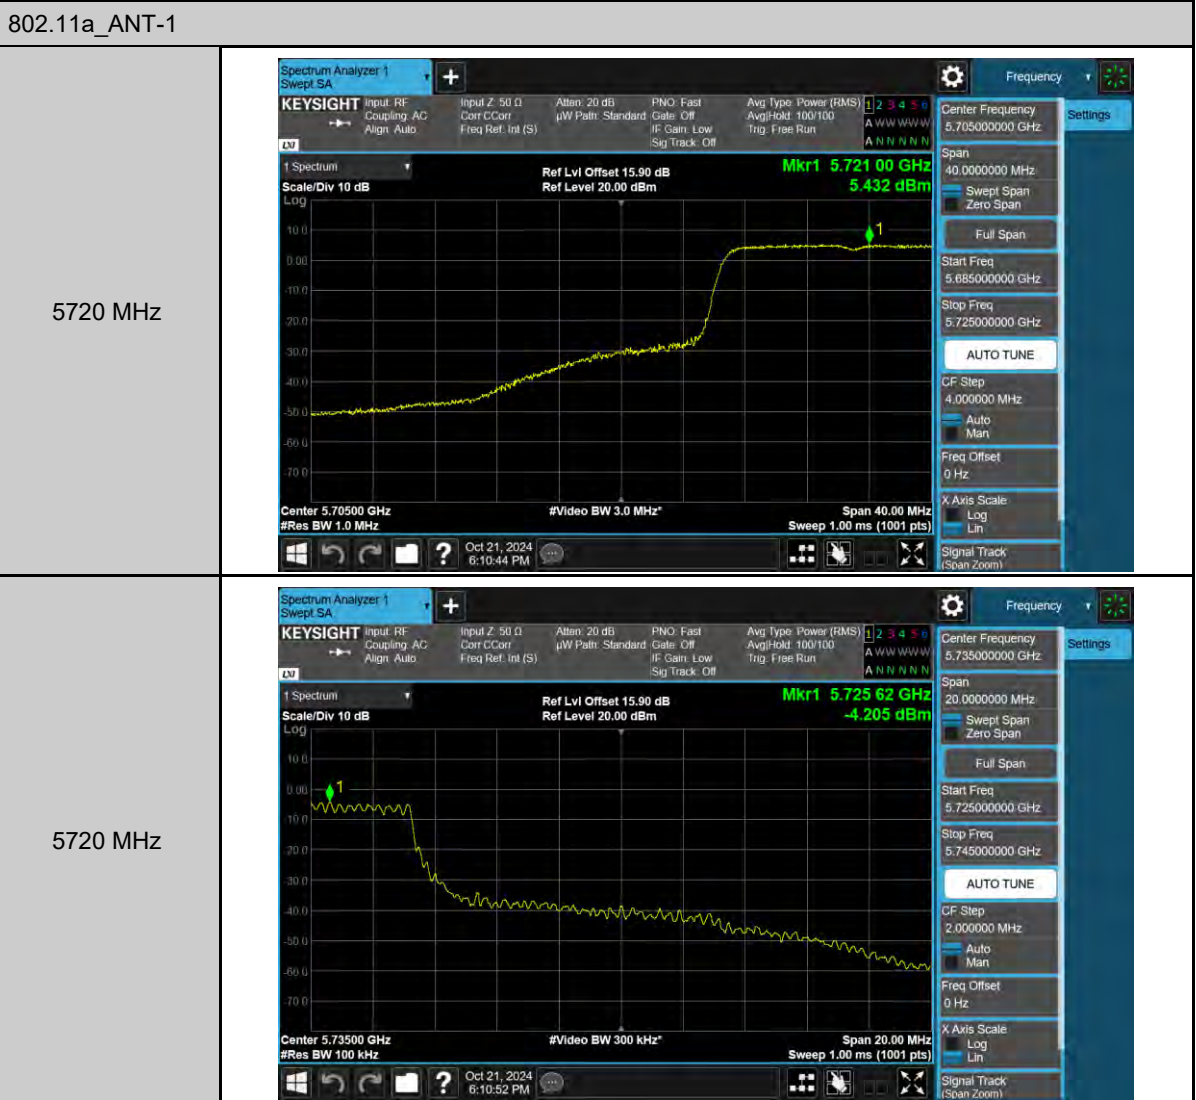 802.11a_ANT-1
5720 MHz
Spectrum Analyzer 1
Swept SA
Frequency
KEYSIGHT
Input: RF
Coupling: AC
Align: Auto
Input Z: 50 Ω
Corr CCorr
Freq Ref: Int (S)
Atten: 20 dB
µW Path: Standard
PNO: Fast
Gate: Off
IF Gain: Low
Sig Track: Off
Avg Type: Power (RMS)
Avg|Hold: 100/100
Trig: Free Run
1 2 3 4 5 6
A W W W W W
A N N N N N
LXI
1 Spectrum
Scale/Div 10 dB
Log
Ref Lvl Offset 15.90 dB
Ref Level 20.00 dBm
Mkr1 5.721 00 GHz
5.432 dBm
1
10.0
0.00
-10.0
-20.0
-30.0
-40.0
-50.0
-60.0
-70.0
Center 5.70500 GHz
#Res BW 1.0 MHz
#Video BW 3.0 MHz*
Span 40.00 MHz
Sweep 1.00 ms (1001 pts)
Oct 21, 2024
6:10:44 PM
Center Frequency
5.705000000 GHz
Settings
Span
40.0000000 MHz
Swept Span
Zero Span
Full Span
Start Freq
5.685000000 GHz
Stop Freq
5.725000000 GHz
AUTO TUNE
CF Step
4.000000 MHz
Auto
Man
Freq Offset
0 Hz
X Axis Scale
Log
Lin
Signal Track
(Span Zoom)
5720 MHz
Spectrum Analyzer 1
Swept SA
Frequency
KEYSIGHT
Input: RF
Coupling: AC
Align: Auto
Input Z: 50 Ω
Corr CCorr
Freq Ref: Int (S)
Atten: 20 dB
µW Path: Standard
PNO: Fast
Gate: Off
IF Gain: Low
Sig Track: Off
Avg Type: Power (RMS)
Avg|Hold: 100/100
Trig: Free Run
1 2 3 4 5 6
A W W W W W
A N N N N N
LXI
1 Spectrum
Scale/Div 10 dB
Log
Ref Lvl Offset 15.90 dB
Ref Level 20.00 dBm
Mkr1 5.725 62 GHz
-4.205 dBm
1
10.0
0.00
-10.0
-20.0
-30.0
-40.0
-50.0
-60.0
-70.0
Center 5.73500 GHz
#Res BW 100 kHz
#Video BW 300 kHz*
Span 20.00 MHz
Sweep 1.00 ms (1001 pts)
Oct 21, 2024
6:10:52 PM
Center Frequency
5.735000000 GHz
Settings
Span
20.0000000 MHz
Swept Span
Zero Span
Full Span
Start Freq
5.725000000 GHz
Stop Freq
5.745000000 GHz
AUTO TUNE
CF Step
2.000000 MHz
Auto
Man
Freq Offset
0 Hz
X Axis Scale
Log
Lin
Signal Track
(Span Zoom)